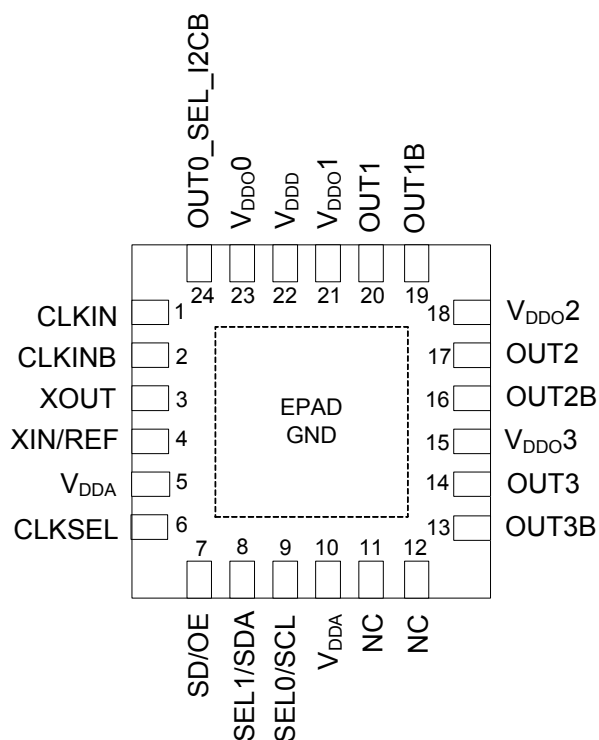 OUT0_SEL_I2CB
VDDO0
VDDD
VDDO1
OUT1
OUT1B
24
23
22
21
20
19
CLKIN
1
CLKINB
2
XOUT
3
XIN/REF
4
VDDA
5
CLKSEL
6
EPAD
GND
18
VDDO2
17
OUT2
16
OUT2B
15
VDDO3
14
OUT3
13
OUT3B
7
8
9
10
11
12
SD/OE
SEL1/SDA
SEL0/SCL
VDDA
NC
NC